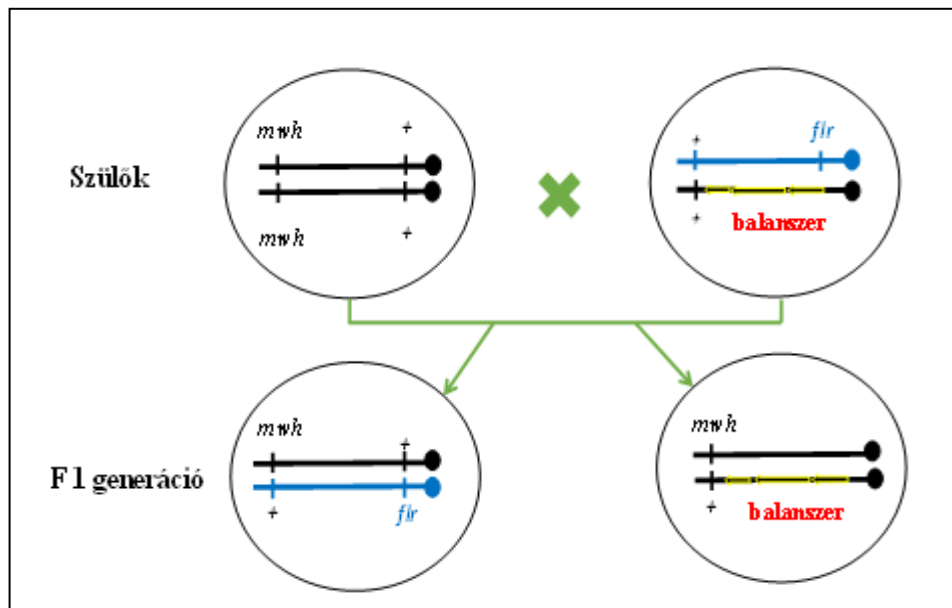 mwh +
+ flr
Szülők
mwh +
+ balanszer
mwh +
mwh
F1 generáció
+ flr
+ balanszer